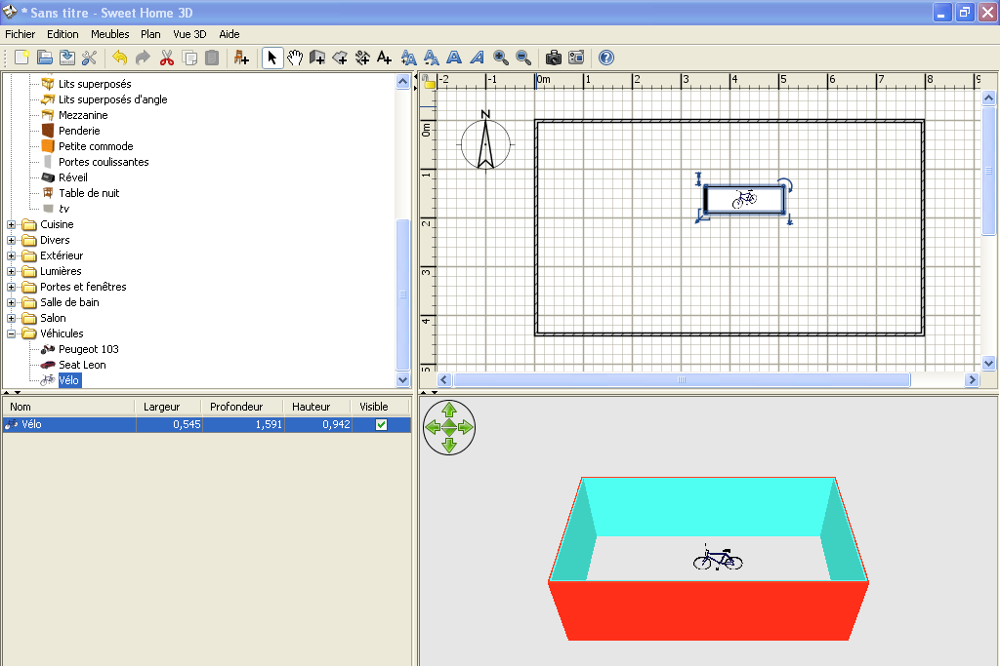 * Sans titre - Sweet Home 3D
Fichier Edition Meubles Plan Vue 3D Aide
Lits superposés
Lits superposés d'angle
Mezzanine
Penderie
Petite commode
Portes coulissantes
Réveil
Table de nuit
tv
Cuisine
Divers
Extérieur
Lumières
Portes et fenêtres
Salle de bain
Salon
Véhicules
Peugeot 103
Seat Leon
Vélo
-2 -1 0m 1 2 3 4 5 6 7 8 9
0m
1
2
3
4
5
N
Nom Largeur Profondeur Hauteur Visible
Vélo 0,545 1,591 0,942